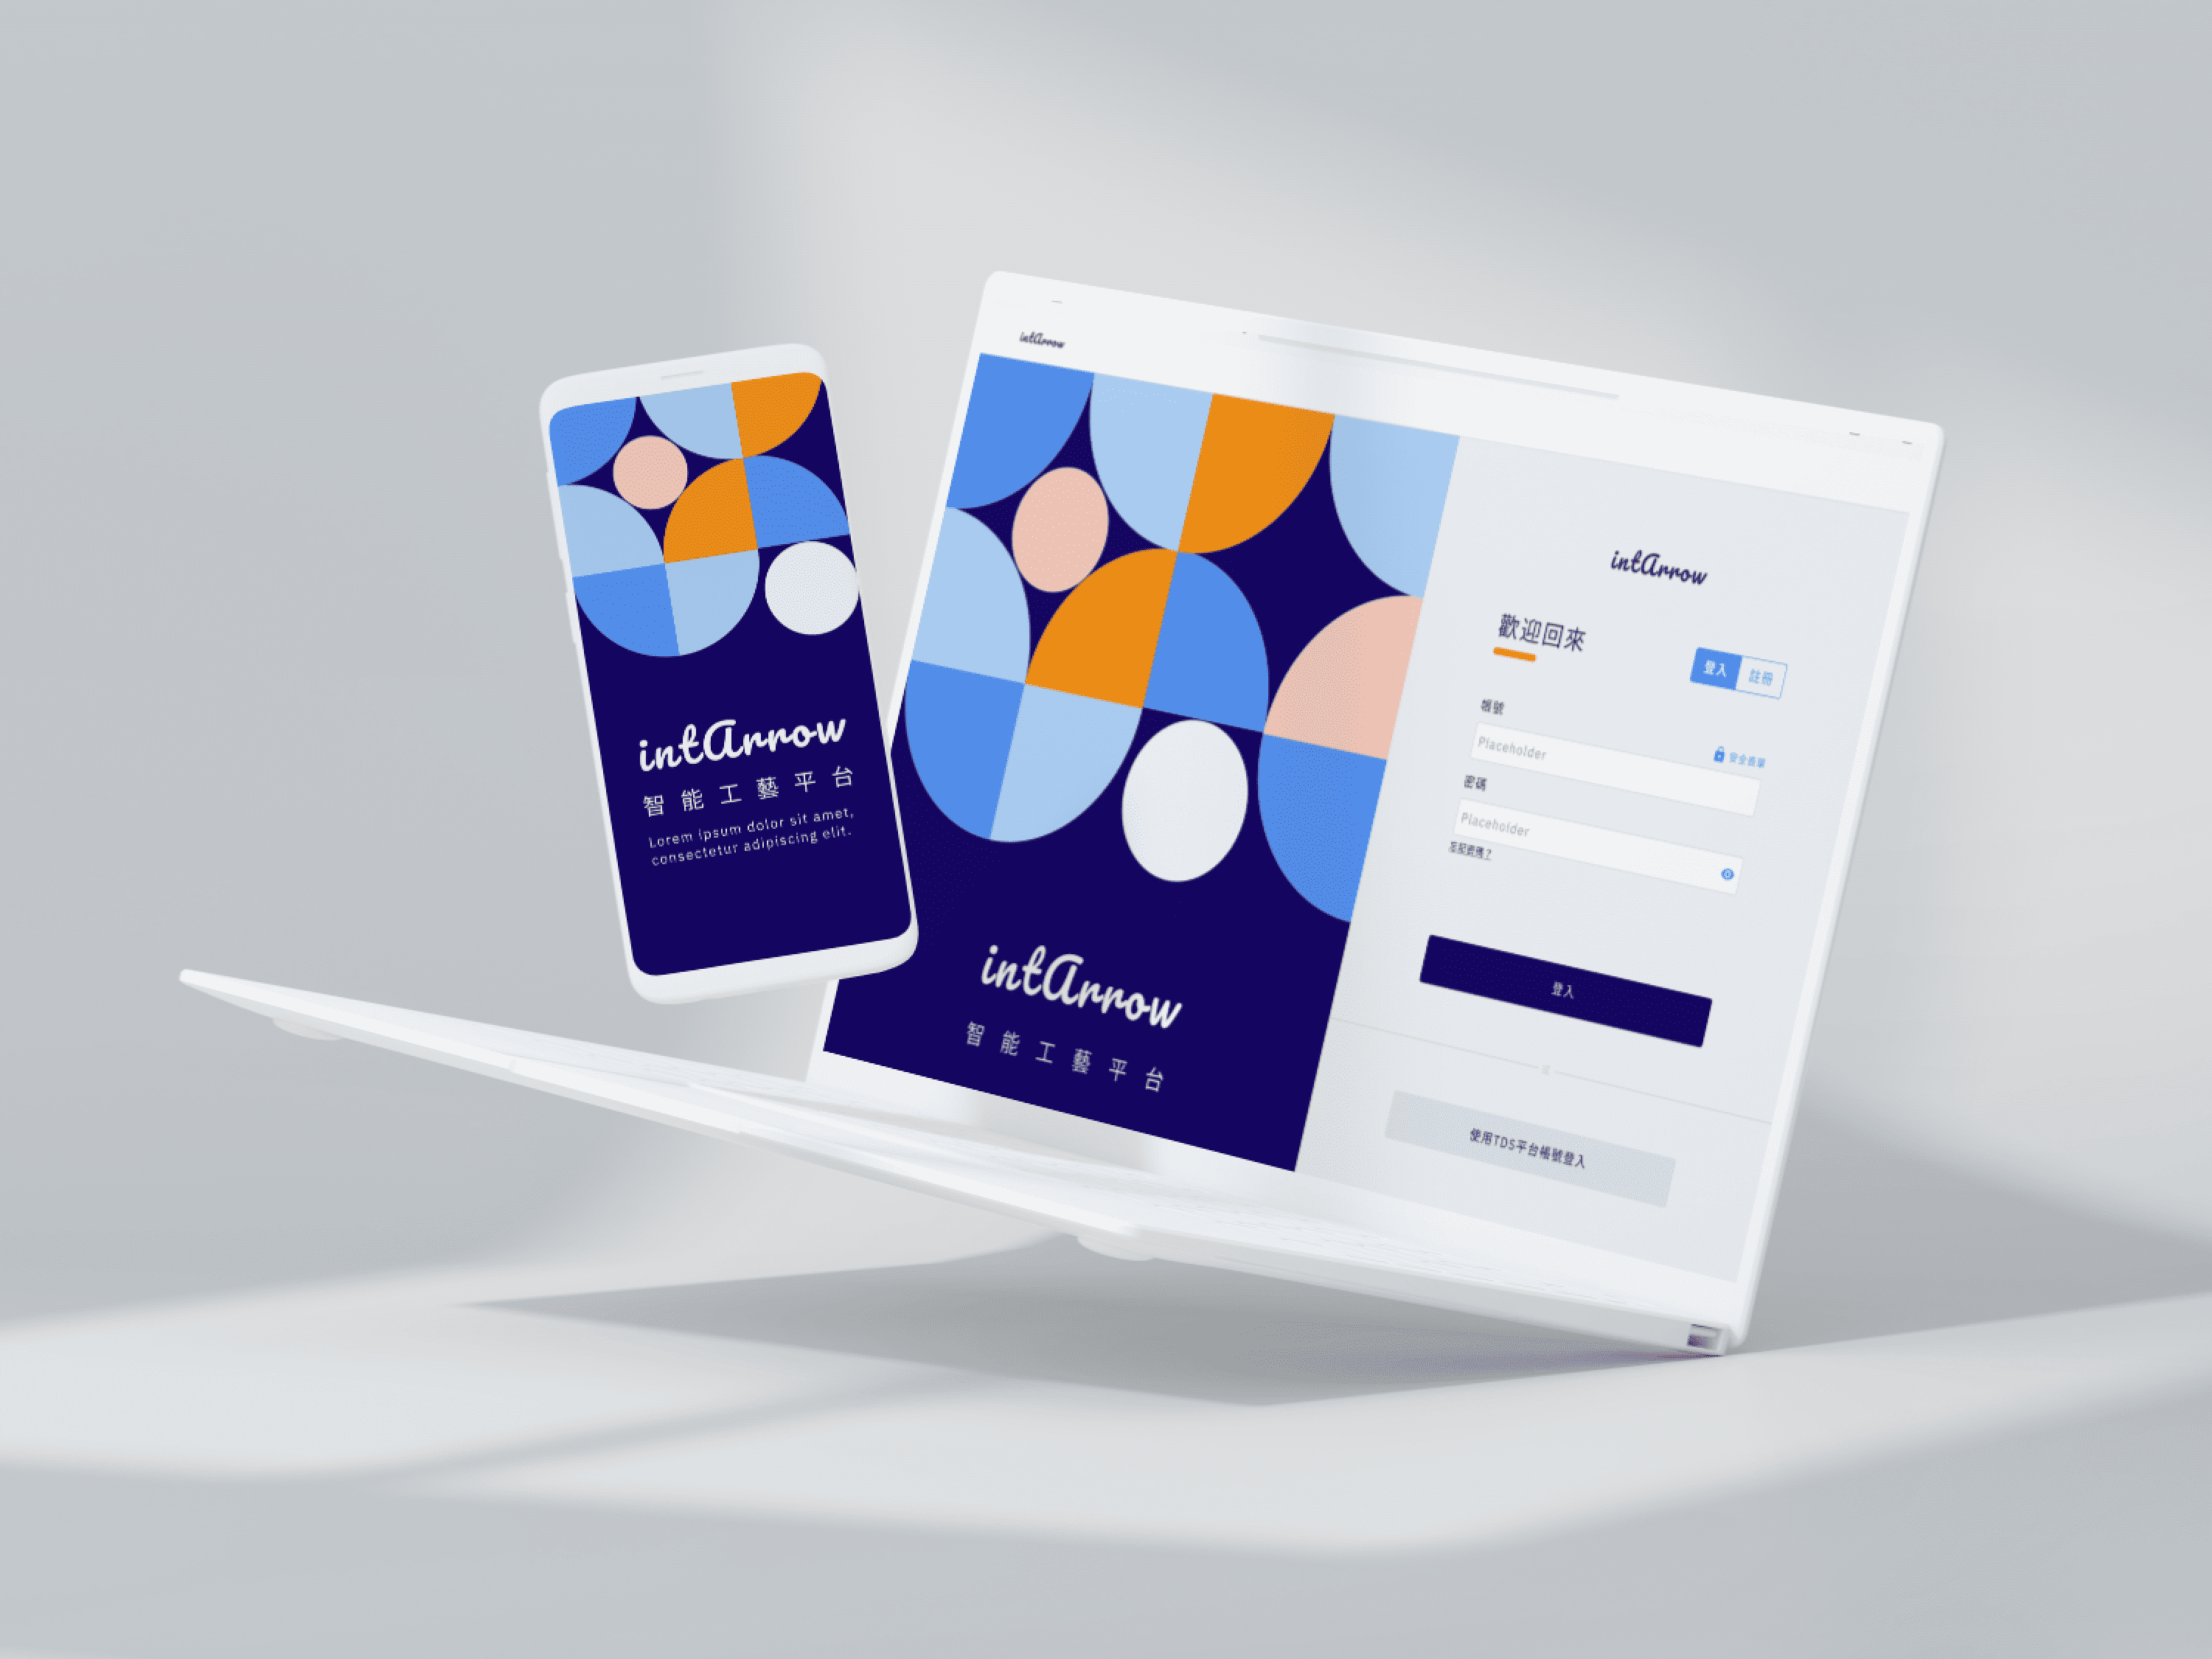 intArrow
智能工藝平台
Lorem ipsum dolor sit amet,
consectetur adipiscing elit.
intArrow
intArrow
智能工藝平台
intArrow
歡迎回來
登入 註冊
帳號
安全表單
Placeholder
密碼
Placeholder
忘記密碼？
登入
使用TDS平台帳號登入